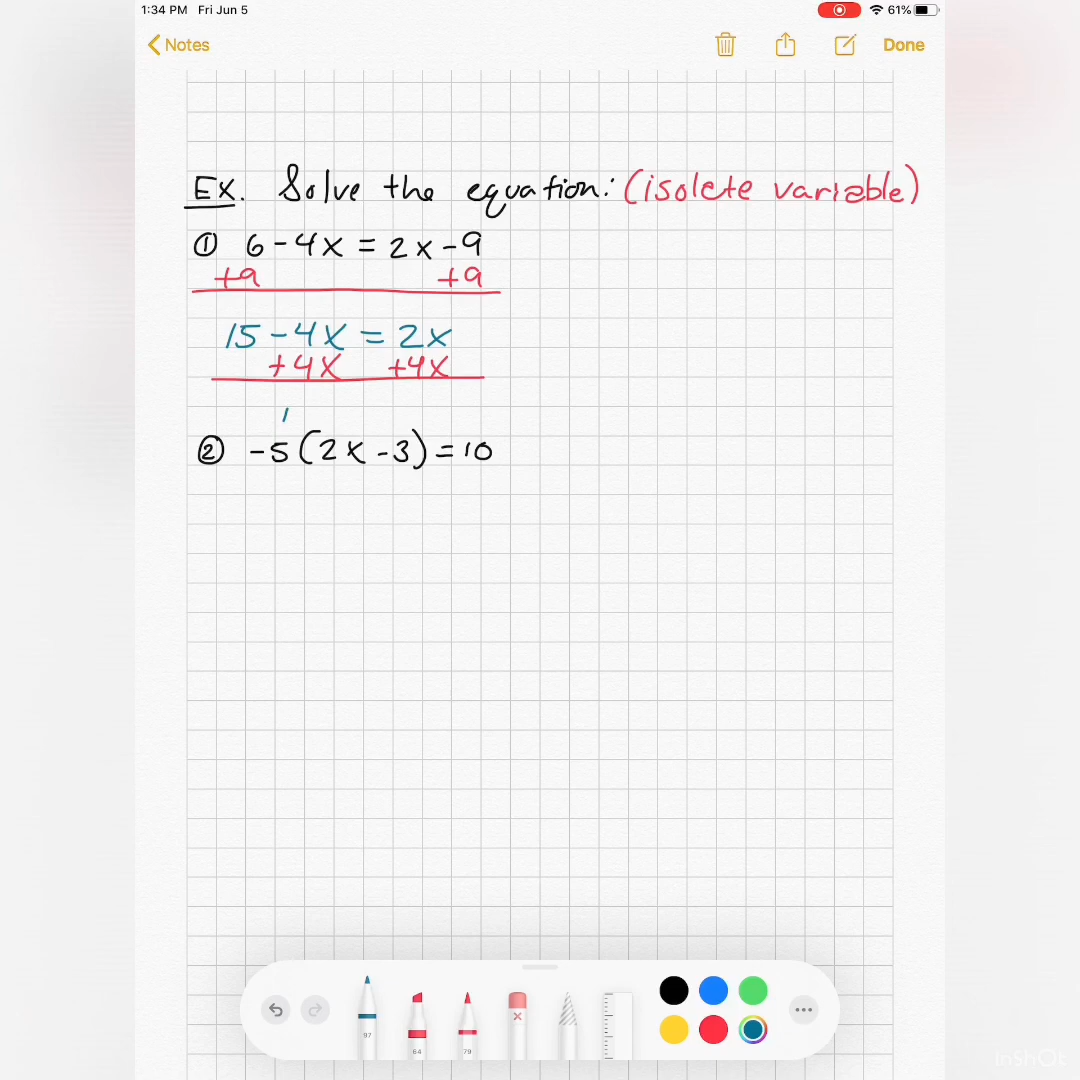 1:34 PM Fri Jun 5 61%
Notes Done
EX. Solve the equation: (isolete variable)
① 6 - 4x = 2x - 9
+9 +9
15 - 4x = 2x
+4x +4x
② -5(2x - 3) = 10
97 64 79
InShOt